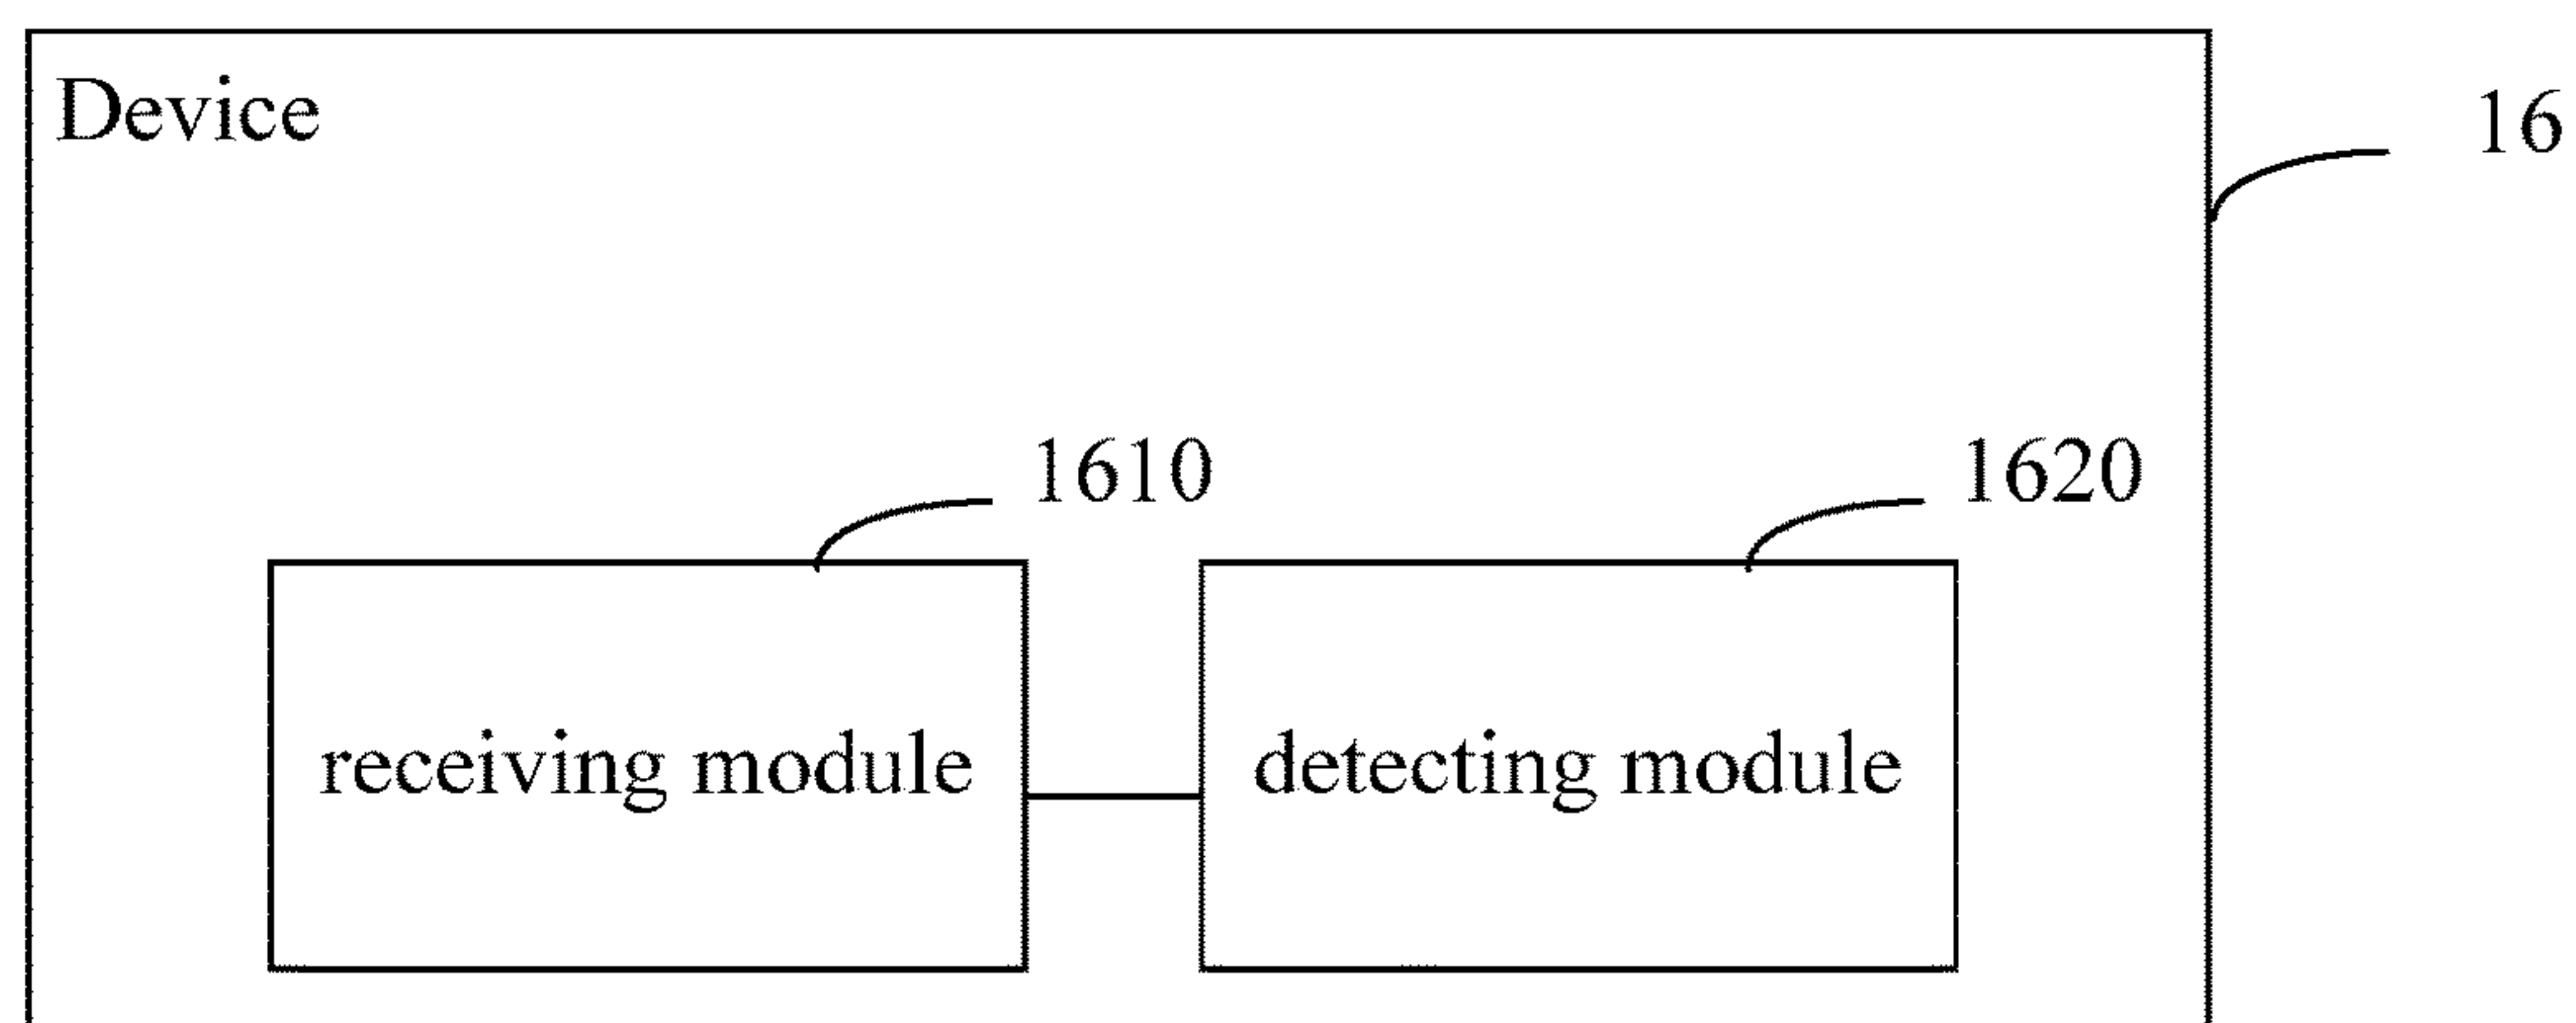 Device
16
1610
1620
receiving module
detecting module